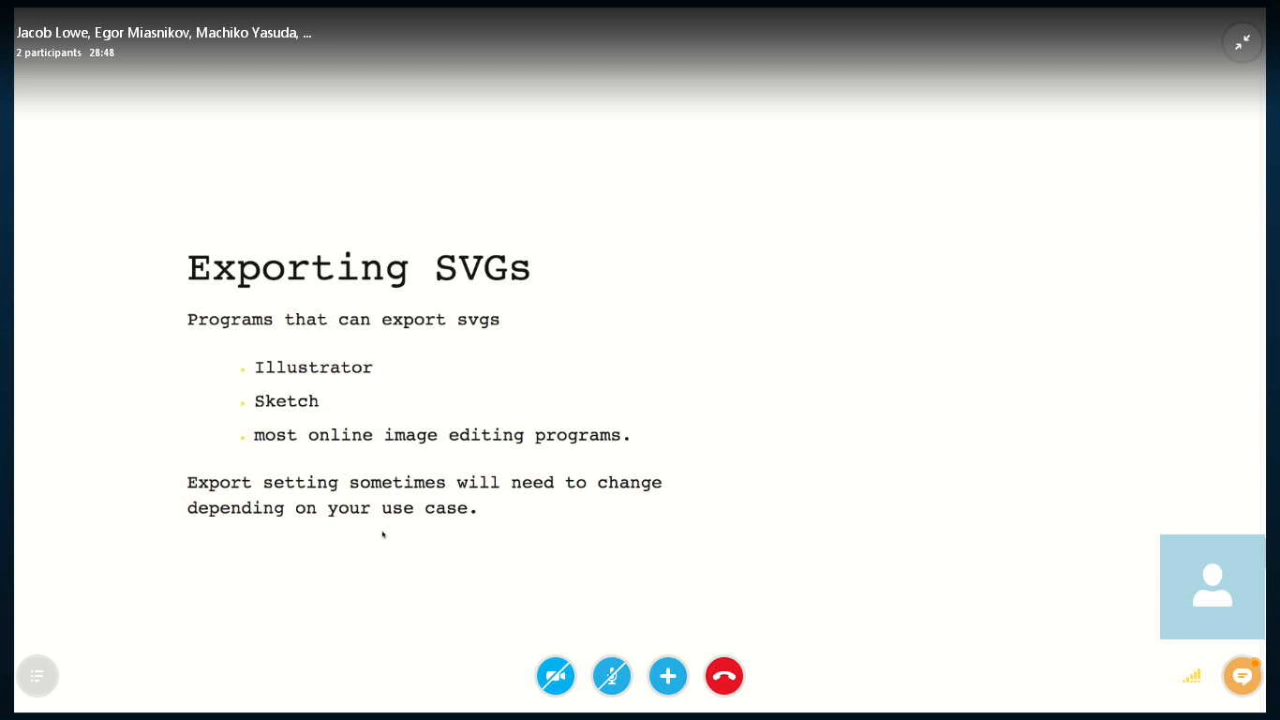 Jacob Lowe, Egor Miasnikov, Machiko Yasuda, ...
2 participants 28:48
Exporting SVGs
Programs that can export svgs
Illustrator
Sketch
most online image editing programs.
Export setting sometimes will need to change
depending on your use case.